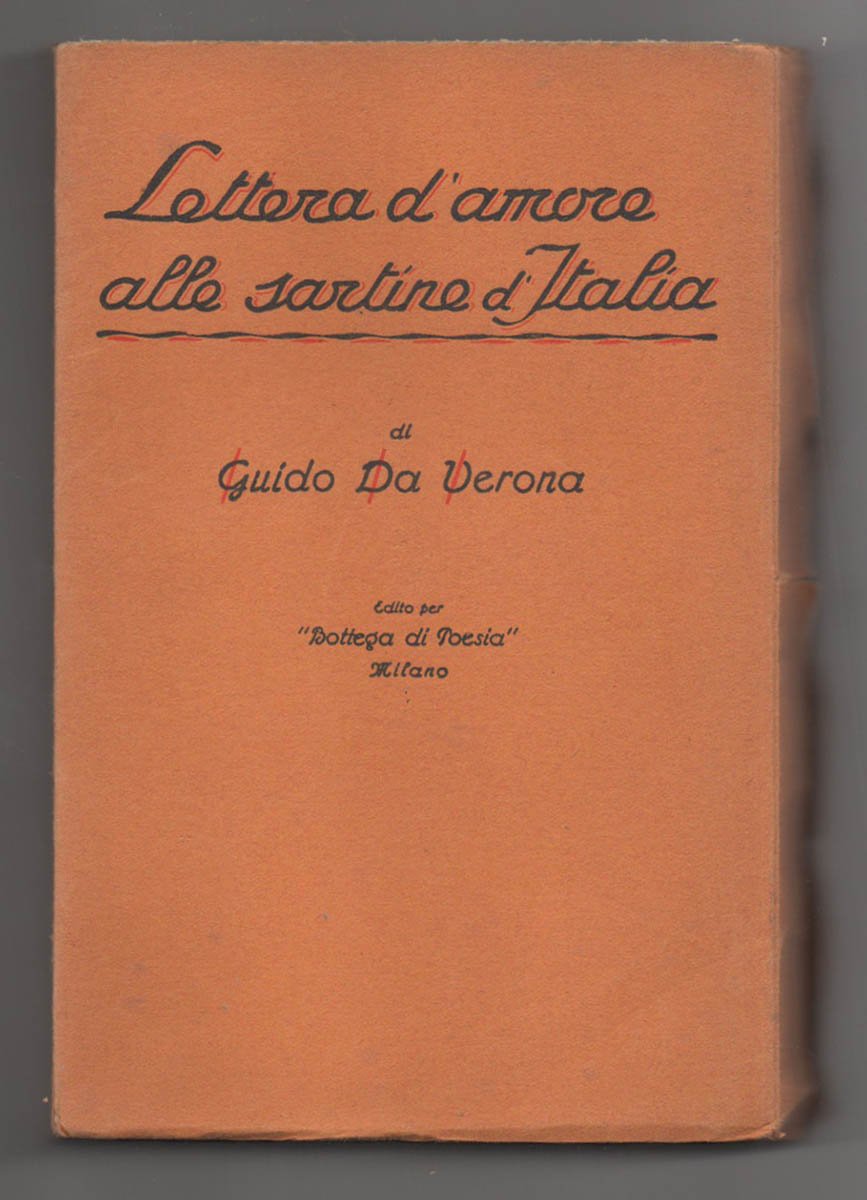 Lettera d'amore
alle sartine d'Italia
di
Guido Da Verona
Edito per
"Bottega di Poesia"
Milano